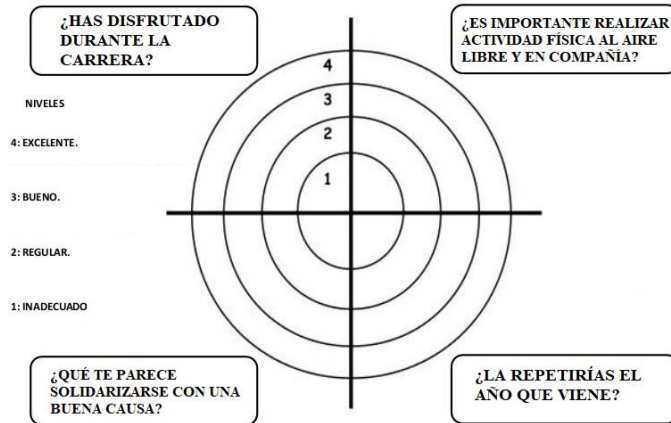 ¿HAS DISFRUTADO
DURANTE LA
CARRERA?
¿ES IMPORTANTE REALIZAR
ACTIVIDAD FÍSICA AL AIRE
LIBRE Y EN COMPAÑÍA?
NIVELES
4: EXCELENTE.
3: BUENO.
2: REGULAR.
1: INADECUADO
4
3
2
1
¿QUÉ TE PARECE
SOLIDARIZARSE CON UNA
BUENA CAUSA?
¿LA REPETIRÍAS EL
AÑO QUE VIENE?